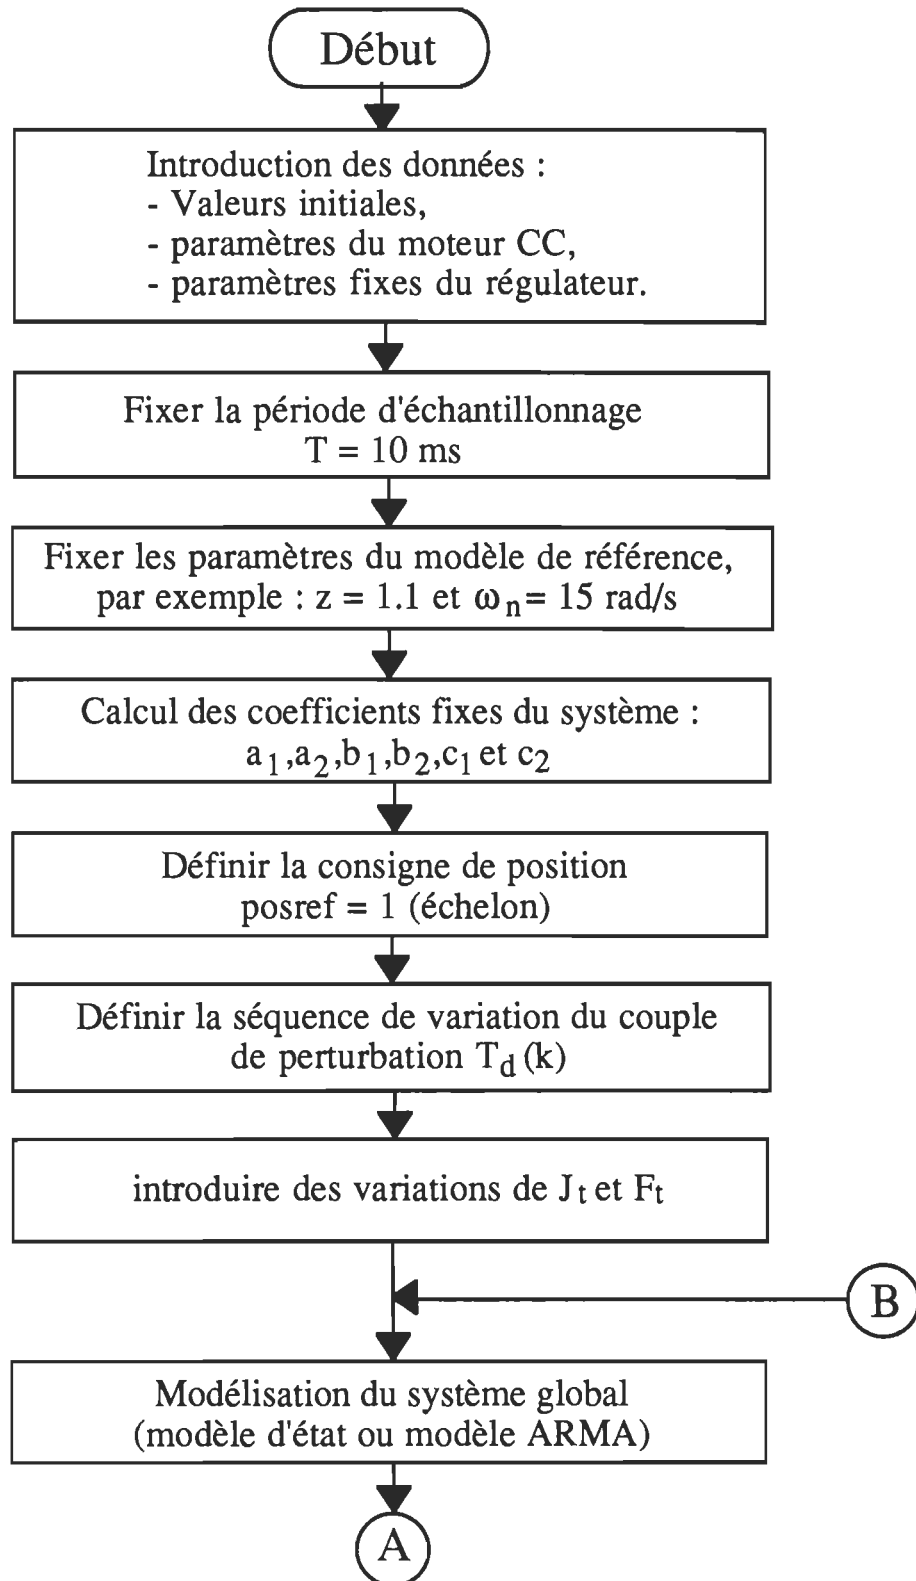 Début
Introduction des données :
- Valeurs initiales,
- paramètres du moteur CC,
- paramètres fixes du régulateur.
Fixer la période d'échantillonnage
T = 10 ms
Fixer les paramètres du modèle de référence,
par exemple : z = 1.1 et ωn= 15 rad/s
Calcul des coefficients fixes du système :
a1,a2,b1,b2,c1 et c2
Définir la consigne de position
posref = 1 (échelon)
Définir la séquence de variation du couple
de perturbation Td (k)
introduire des variations de Jt et Ft
B
Modélisation du système global
(modèle d'état ou modèle ARMA)
A